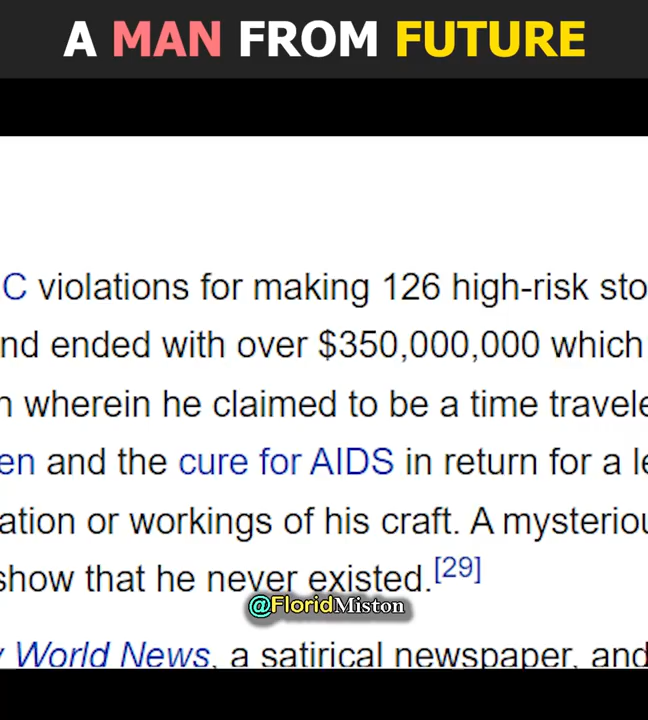 A MAN FROM FUTURE
C violations for making 126 high-risk sto
nd ended with over $350,000,000 which
n wherein he claimed to be a time travele
en and the cure for AIDS in return for a le
ation or workings of his craft. A mysteriou
show that he never existed.[29]
@FloridMiston
y World News, a satirical newspaper, and